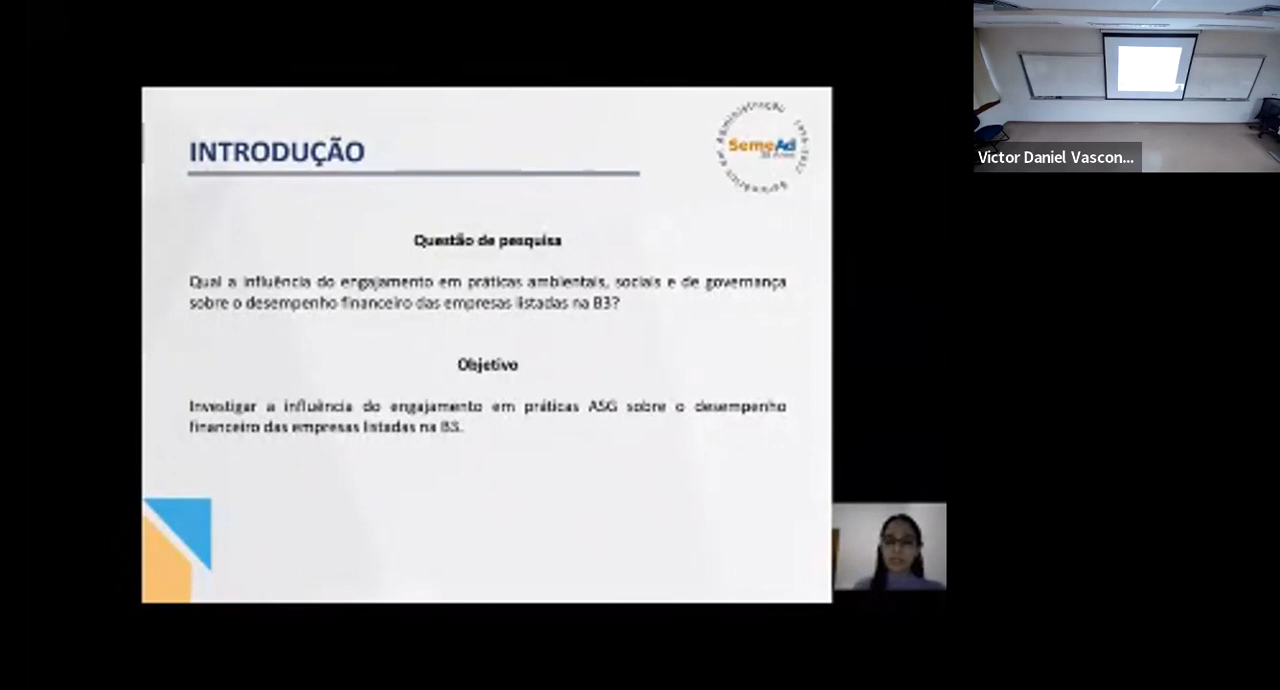 INTRODUÇÃO
SemeAd
Questão de pesquisa
Qual a influência do engajamento em práticas ambientais, sociais e de governança
sobre o desempenho financeiro das empresas listadas na B3?
Objetivo
Investigar a influência do engajamento em práticas ASG sobre o desempenho
financeiro das empresas listadas na B3.
Victor Daniel Vascon...